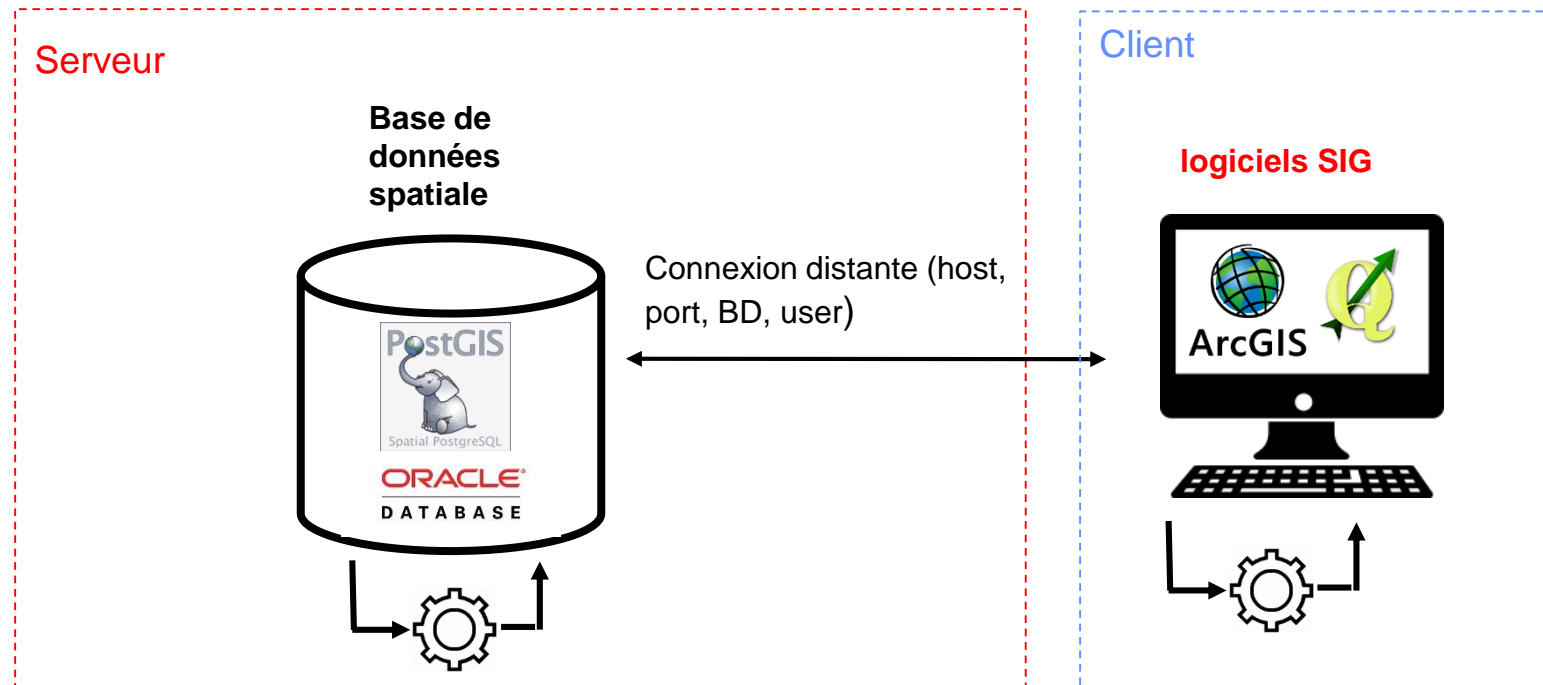 Serveur
Base de
données
spatiale
PostGIS
Spatial PostgreSQL
ORACLE®
DATABASE
Connexion distante (host,
port, BD, user)
Client
logiciels SIG
ArcGIS
Q